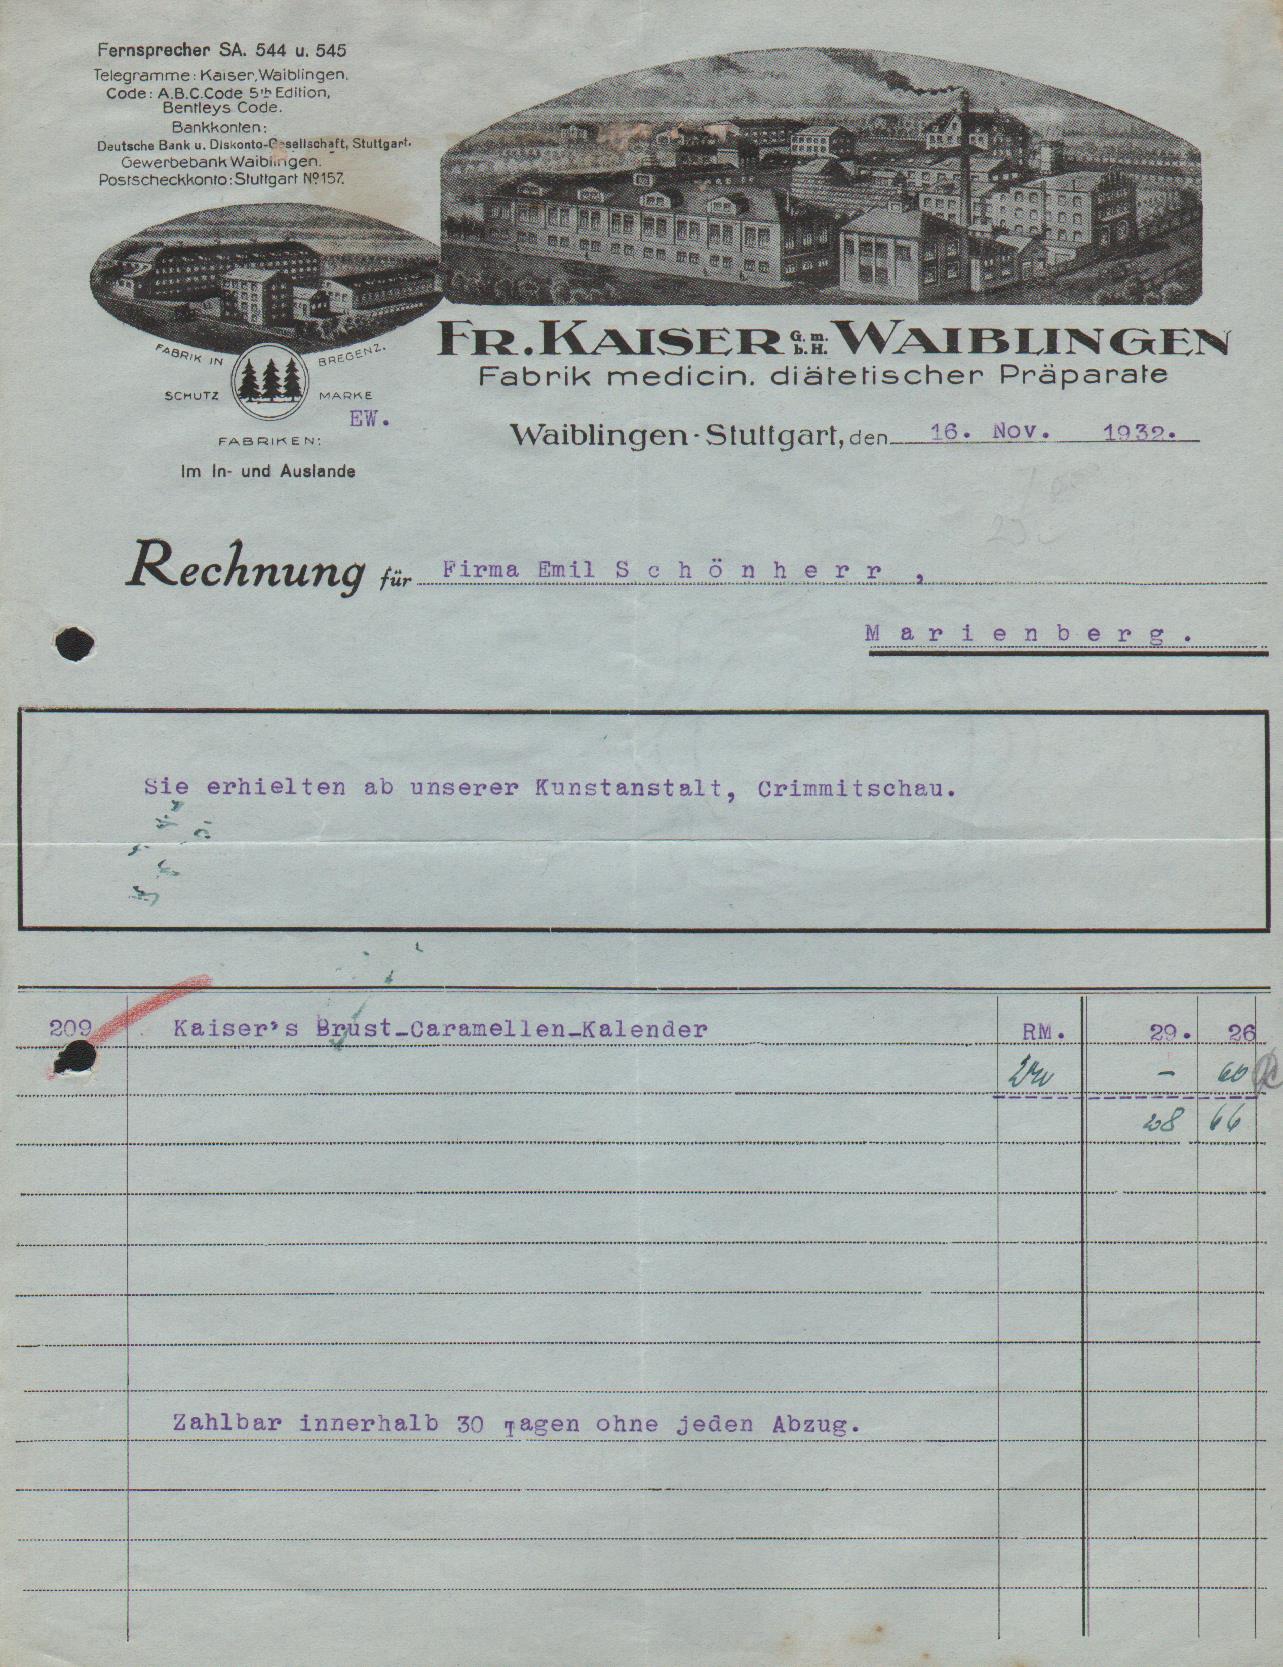 Fernsprecher SA. 544 u. 545
Telegramme: Kaiser, Waiblingen.
Code: A.B.C. Code 5th Edition,
Bentleys Code.
Bankkonten:
Deutsche Bank u. Diskonto-Gesellschaft, Stuttgart.
Gewerbebank Waiblingen.
Postscheckkonto: Stuttgart № 157.
FABRIK IN BREGENZ.
SCHUTZ MARKE
EW.
FABRIKEN:
Im In- und Auslande
FR. KAISER G.m.b.H. WAIBLINGEN
Fabrik medicin. diätetischer Präparate
Waiblingen-Stuttgart, den 16. Nov. 1932.
Rechnung für Firma Emil Schönherr,
Marienberg.
Sie erhielten ab unserer Kunstanstalt, Crimmitschau.
209 Kaiser's Brust-Caramellen-Kalender RM. 29. 26
– 60
28 66
Zahlbar innerhalb 30 Tagen ohne jeden Abzug.